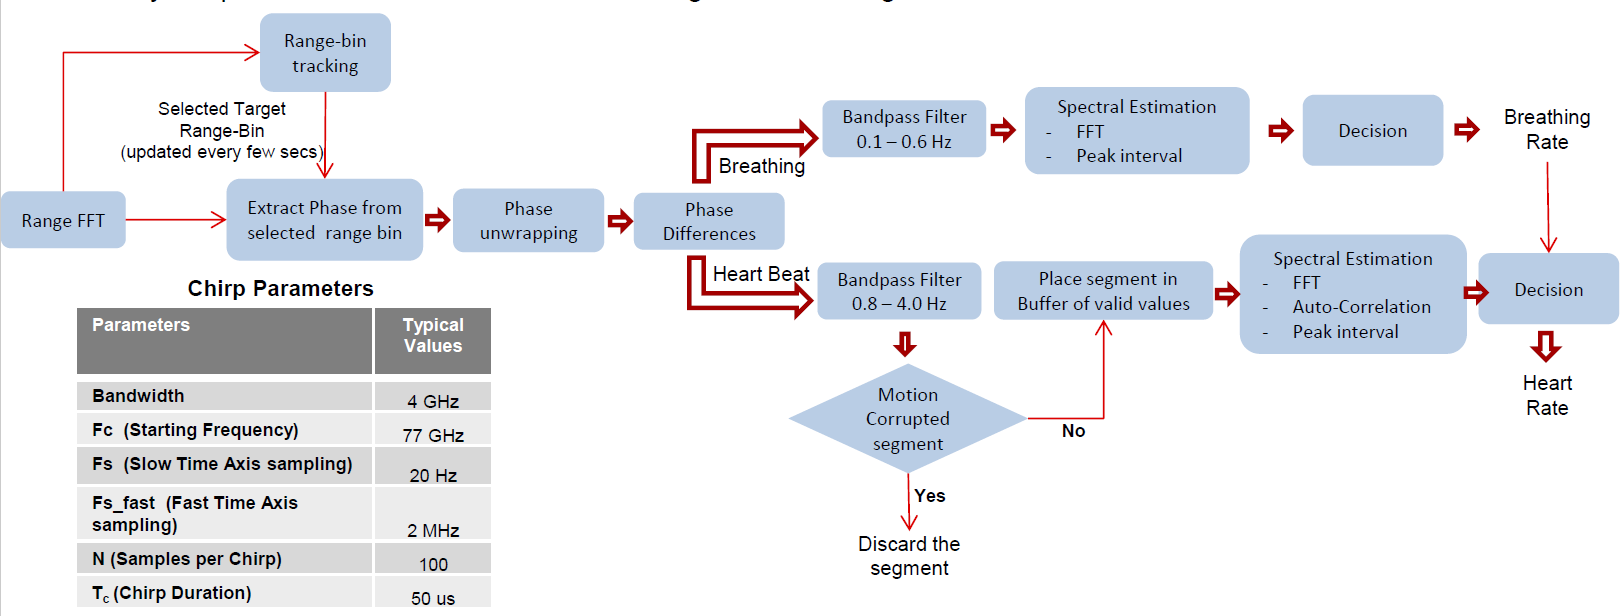 Range-bin
tracking
Selected Target
Range-Bin
(updated every few secs)
Range FFT
Extract Phase from
selected range bin
Phase
unwrapping
Phase
Differences
Breathing
Bandpass Filter
0.1 – 0.6 Hz
Spectral Estimation
- FFT
- Peak interval
Decision
Breathing
Rate
Heart Beat
Bandpass Filter
0.8 – 4.0 Hz
Place segment in
Buffer of valid values
Spectral Estimation
- FFT
- Auto-Correlation
- Peak interval
Decision
Heart
Rate
Motion
Corrupted
segment
No
Yes
Discard the
segment
Chirp Parameters
Parameters Typical
Values
Bandwidth 4 GHz
Fc (Starting Frequency) 77 GHz
Fs (Slow Time Axis sampling) 20 Hz
Fs_fast (Fast Time Axis
sampling) 2 MHz
N (Samples per Chirp) 100
Tc (Chirp Duration) 50 us